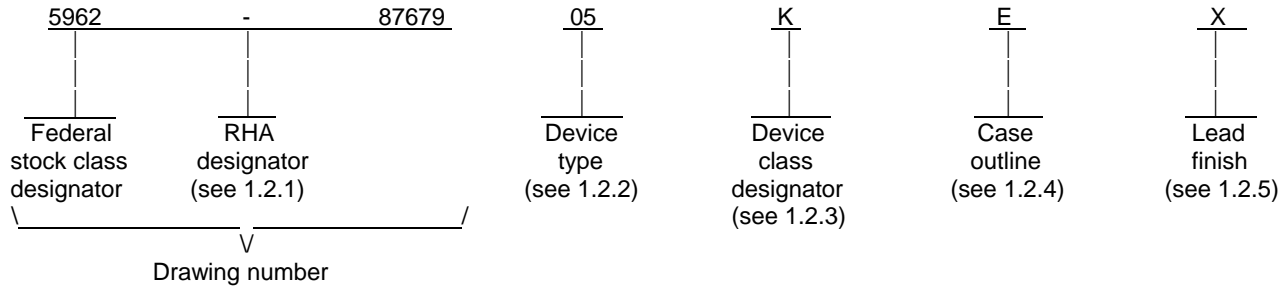 5962 - 87679 05 K E X
Federal stock class designator
RHA designator (see 1.2.1)
Device type (see 1.2.2)
Device class designator (see 1.2.3)
Case outline (see 1.2.4)
Lead finish (see 1.2.5)
Drawing number